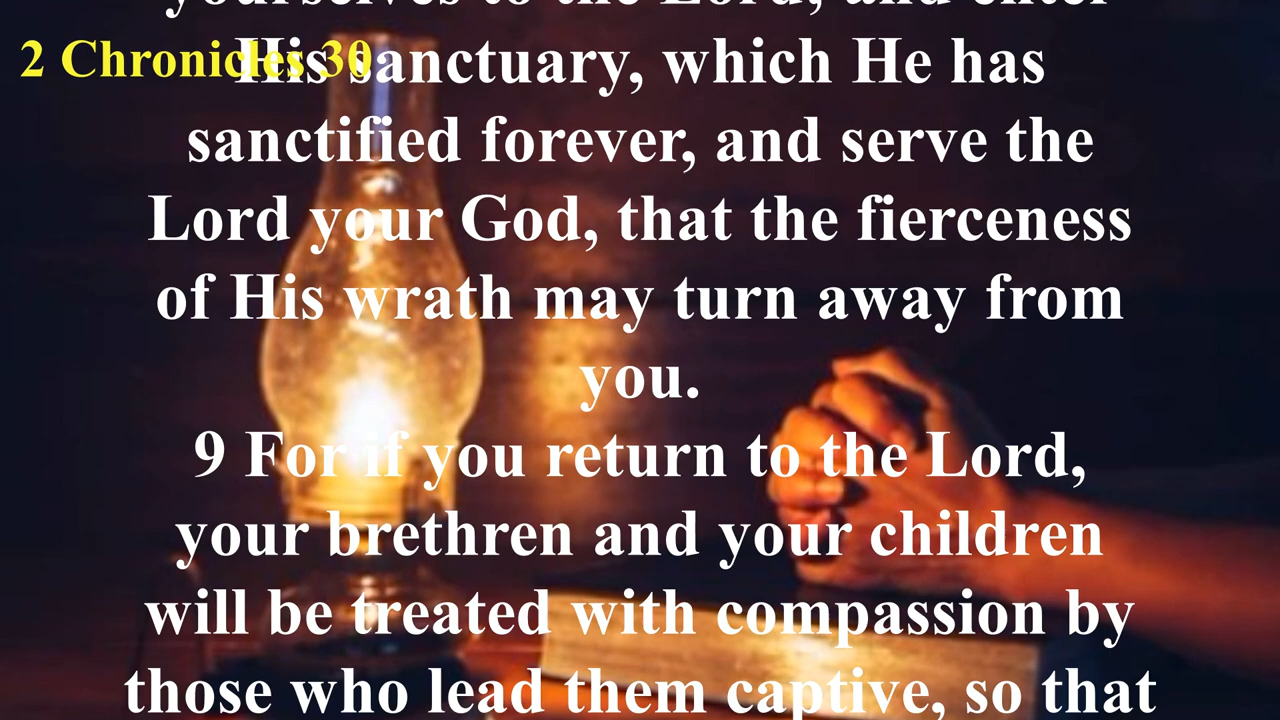 yourselves to the Lord; and enter
2 Chronicles 30
His sanctuary, which He has
sanctified forever, and serve the
Lord your God, that the fierceness
of His wrath may turn away from
you.
9 For if you return to the Lord,
your brethren and your children
will be treated with compassion by
those who lead them captive, so that